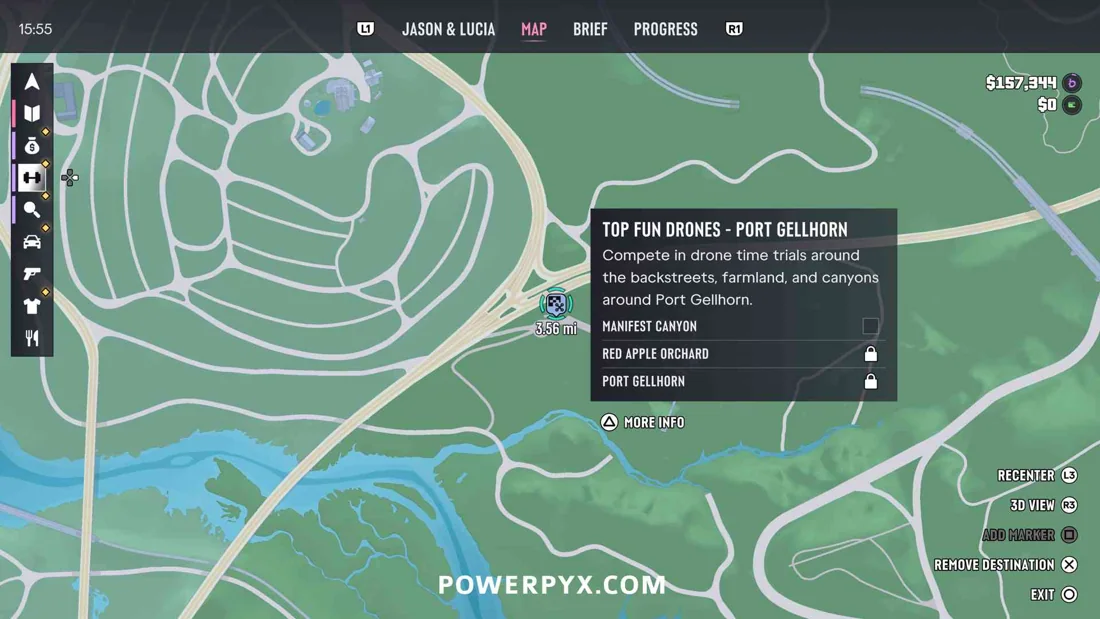 15:55
L1 JASON & LUCIA MAP BRIEF PROGRESS R1
$157,344
$0
TOP FUN DRONES - PORT GELLHORN
Compete in drone time trials around
the backstreets, farmland, and canyons
around Port Gellhorn.
MANIFEST CANYON
RED APPLE ORCHARD
PORT GELLHORN
3.56 mi
MORE INFO
RECENTER L3
3D VIEW R3
ADD MARKER
REMOVE DESTINATION
EXIT
POWERPYX.COM